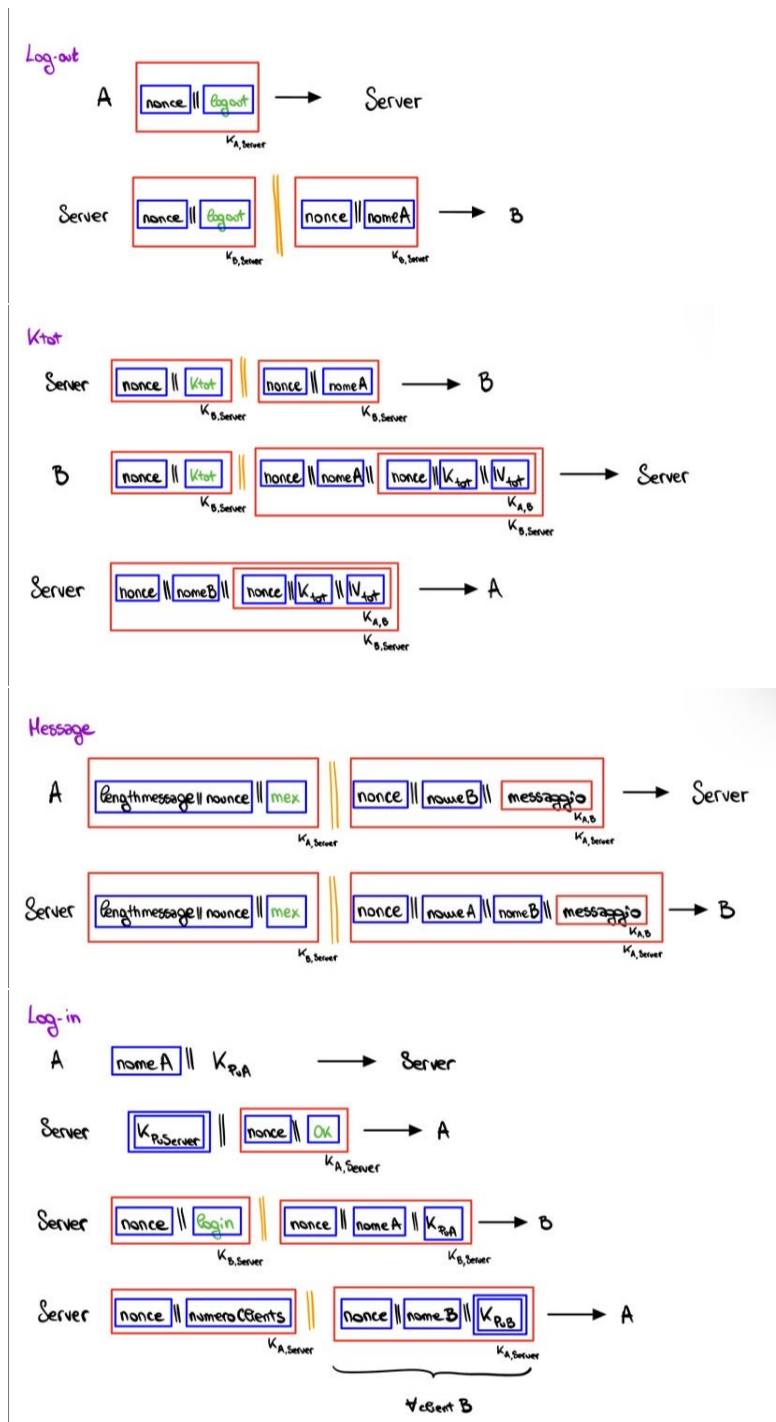 Log-out
A nonce || logout → Server
K_A,Server
Server nonce || logout || nonce || nomeA → B
K_B,Server K_B,Server
Ktot
Server nonce || Ktot || nonce || nomeA → B
K_B,Server K_B,Server
B nonce || Ktot || nonce || nomeA || nonce || K_tot || IV_tot → Server
K_B,Server K_A,B
K_B,Server
Server nonce || nomeB || nonce || K_tot || IV_tot → A
K_A,B
K_B,Server
Message
A lengthmessage || nounce || mex || nonce || nomeB || messaggio → Server
K_A,B
K_A,Server K_A,Server
Server lengthmessage || nounce || mex || nonce || nomeA || nomeB || messaggio → B
K_A,B
K_B,Server K_A,Server
Log-in
A nomeA || K_PuA → Server
Server K_PuServer || nonce || OK → A
K_A,Server
Server nonce || login || nonce || nomeA || K_PuA → B
K_B,Server K_B,Server
Server nonce || numeroClients || nonce || nomeB || K_PuB → A
K_A,Server K_A,Server
∀ client B